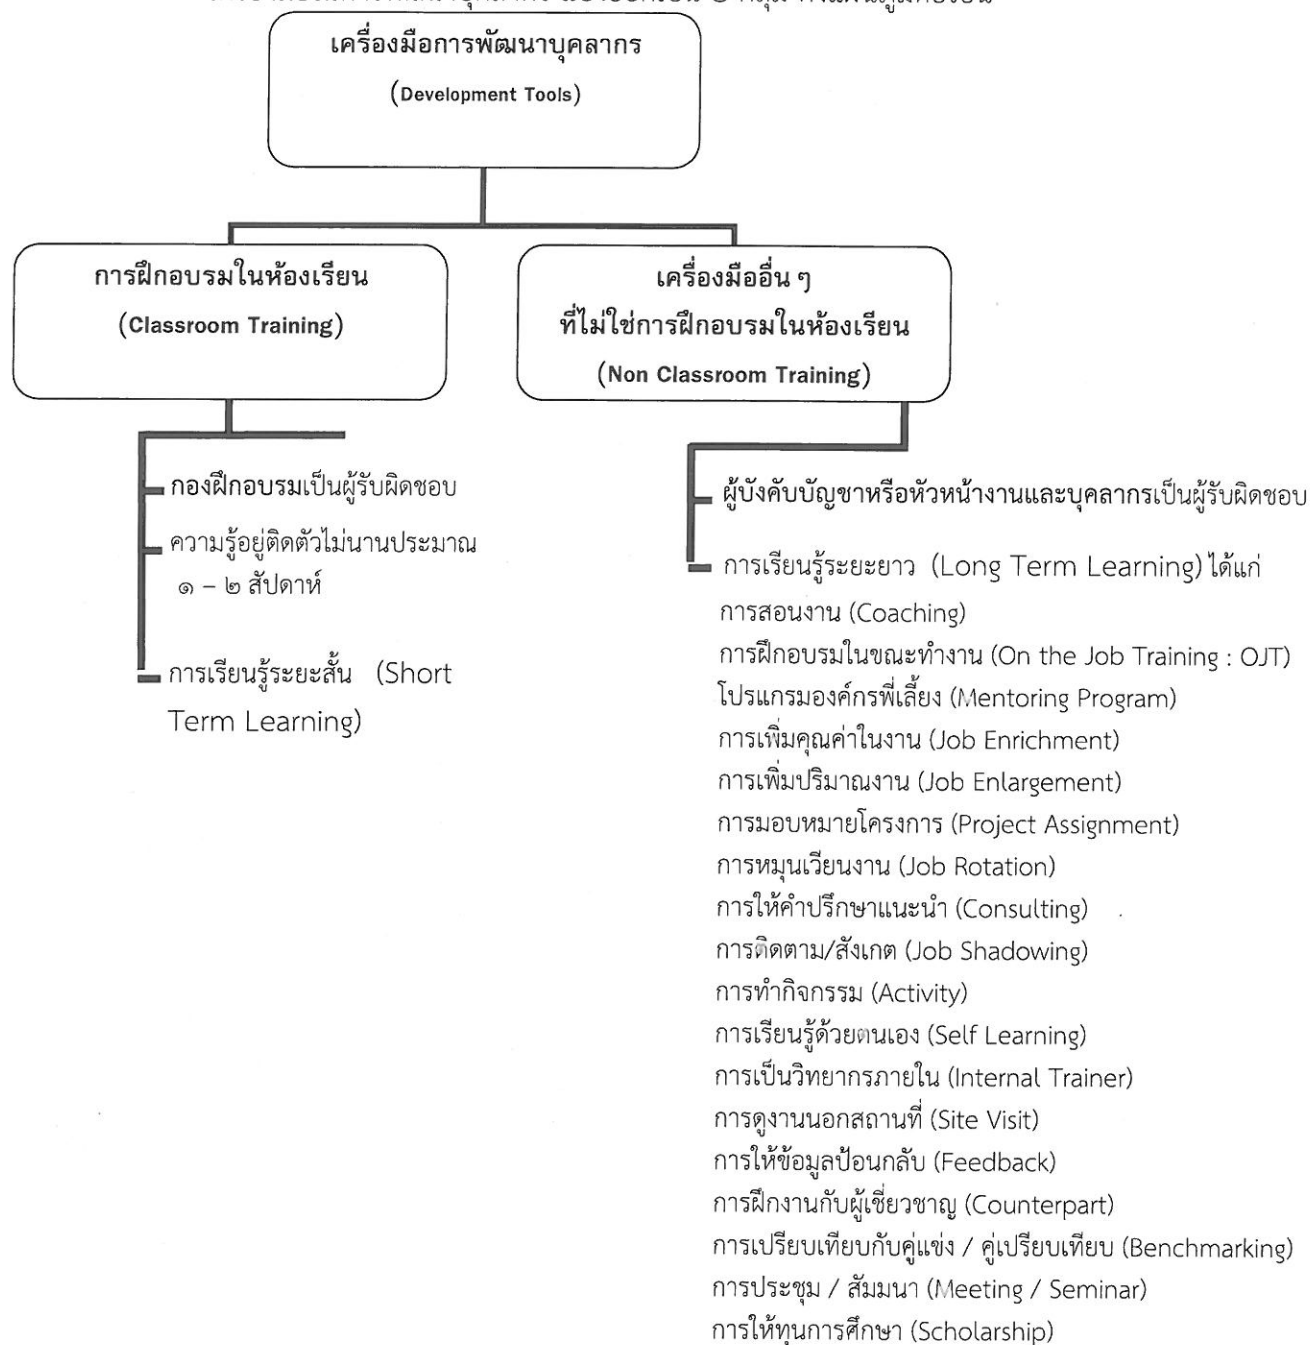 เครื่องมือการพัฒนาบุคลากร
(Development Tools)
การฝึกอบรมในห้องเรียน
(Classroom Training)
เครื่องมืออื่น ๆ
ที่ไม่ใช่การฝึกอบรมในห้องเรียน
(Non Classroom Training)
กองฝึกอบรมเป็นผู้รับผิดชอบ
ความรู้อยู่ติดตัวไม่นานประมาณ
๑ – ๒ สัปดาห์
การเรียนรู้ระยะสั้น (Short
Term Learning)
ผู้บังคับบัญชาหรือหัวหน้างานและบุคลากรเป็นผู้รับผิดชอบ
การเรียนรู้ระยะยาว (Long Term Learning) ได้แก่
การสอนงาน (Coaching)
การฝึกอบรมในขณะทำงาน (On the Job Training : OJT)
โปรแกรมองค์กรพี่เลี้ยง (Mentoring Program)
การเพิ่มคุณค่าในงาน (Job Enrichment)
การเพิ่มปริมาณงาน (Job Enlargement)
การมอบหมายโครงการ (Project Assignment)
การหมุนเวียนงาน (Job Rotation)
การให้คำปรึกษาแนะนำ (Consulting)
การติดตาม/สังเกต (Job Shadowing)
การทำกิจกรรม (Activity)
การเรียนรู้ด้วยตนเอง (Self Learning)
การเป็นวิทยากรภายใน (Internal Trainer)
การดูงานนอกสถานที่ (Site Visit)
การให้ข้อมูลป้อนกลับ (Feedback)
การฝึกงานกับผู้เชี่ยวชาญ (Counterpart)
การเปรียบเทียบกับคู่แข่ง / คู่เปรียบเทียบ (Benchmarking)
การประชุม / สัมมนา (Meeting / Seminar)
การให้ทุนการศึกษา (Scholarship)